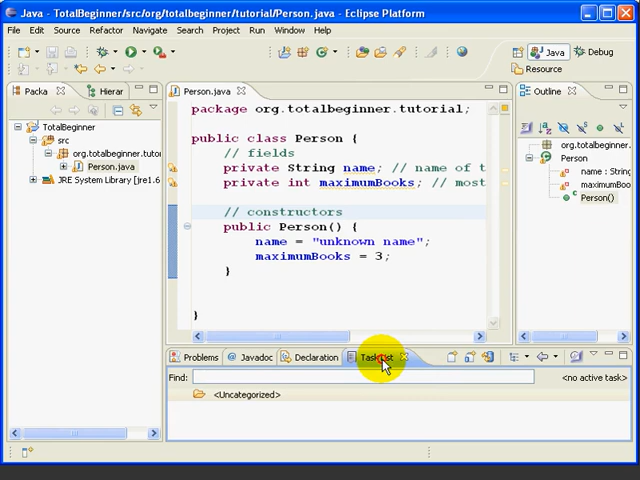 Java - TotalBeginner/src/org/totalbeginner/tutorial/Person.java - Eclipse Platform
File Edit Source Refactor Navigate Search Project Run Window Help
Java Debug
Resource
Packa Hierar
Person.java
Outline
TotalBeginner
src
org.totalbeginner.tutor
Person.java
JRE System Library [jre1.6
package org.totalbeginner.tutorial;
public class Person {
// fields
private String name; // name of t
private int maximumBooks; // most
// constructors
public Person() {
name = "unknown name";
maximumBooks = 3;
}
}
org.totalbeginner.tutor
Person
name : String
maximumBooks
Person()
Problems Javadoc Declaration Task List
Find: <no active task>
<Uncategorized>